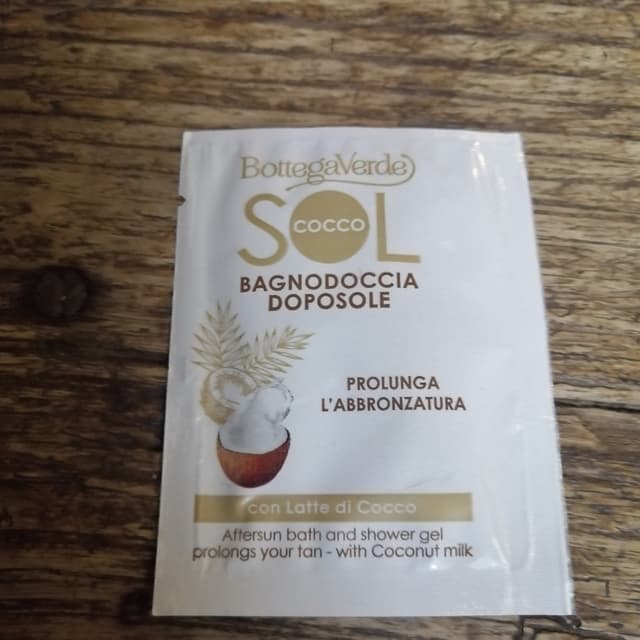 BottegaVerde
SOL
COCCO
BAGNODOCCIA
DOPOSOLE
PROLUNGA
L'ABBRONZATURA
con Latte di Cocco
Aftersun bath and shower gel
prolongs your tan - with Coconut milk